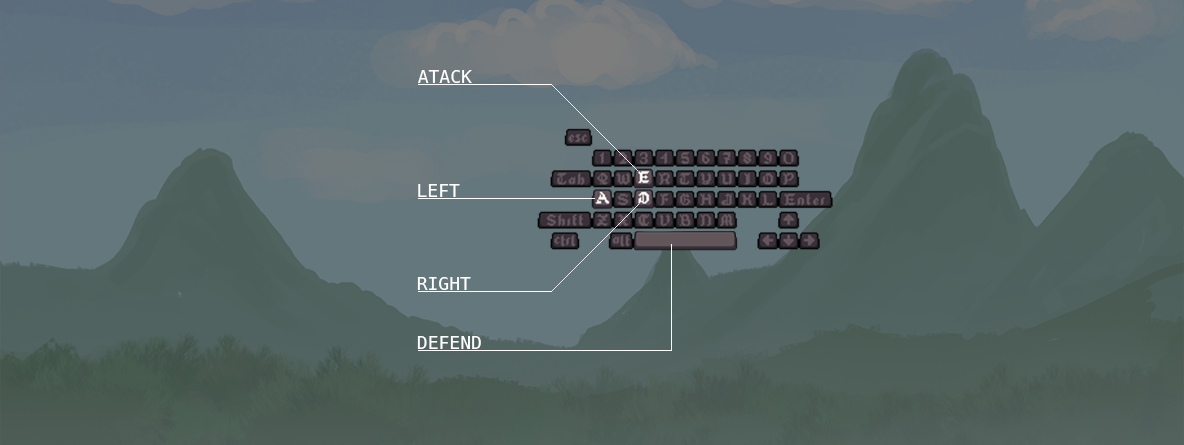 ATACK
esc
1 2 3 4 5 6 7 8 9 0
Tab Q W E R T Y U I O P
LEFT
A S D F G H J K L Enter
Shift Z X C V B N M
ctrl alt
RIGHT
DEFEND